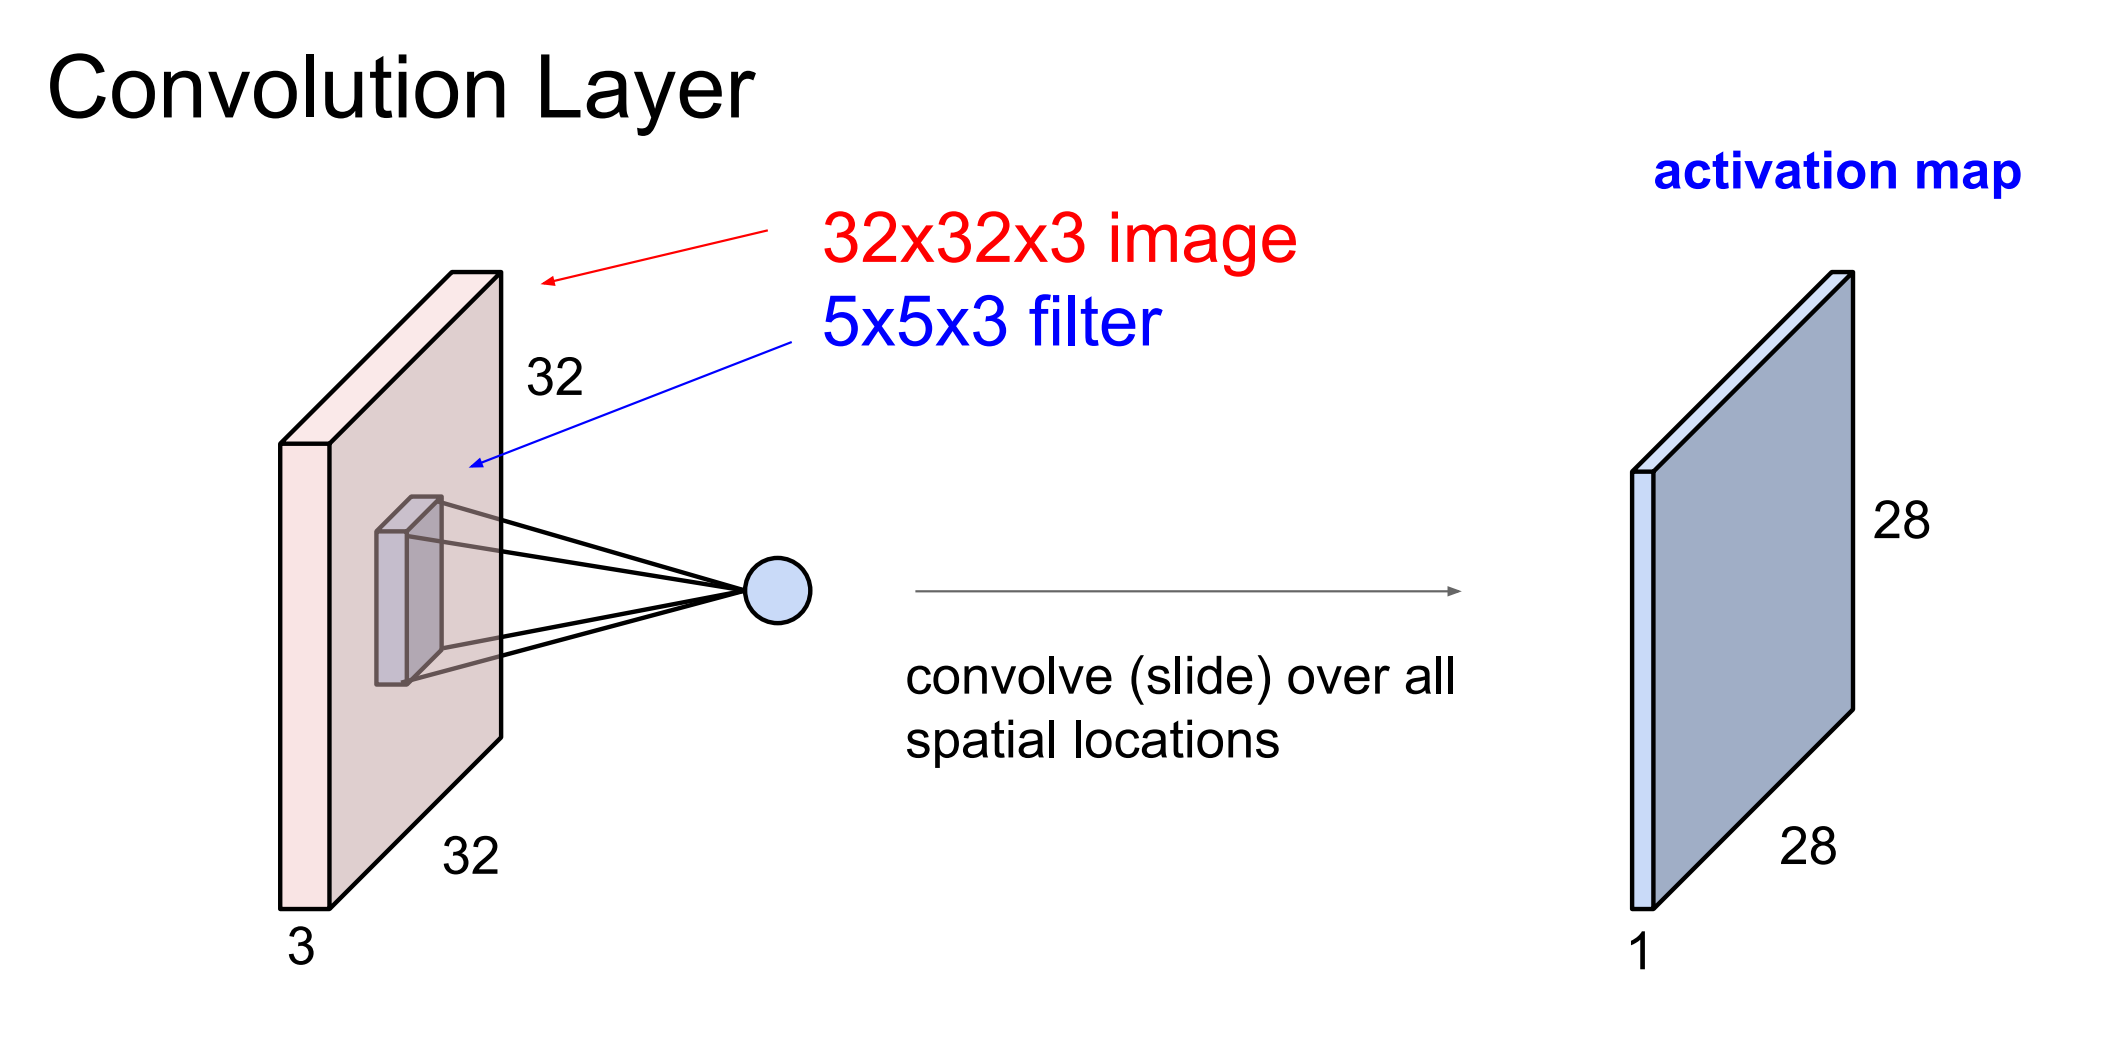 Convolution Layer
activation map
32x32x3 image
5x5x3 filter
32
28
convolve (slide) over all
spatial locations
32
28
3
1